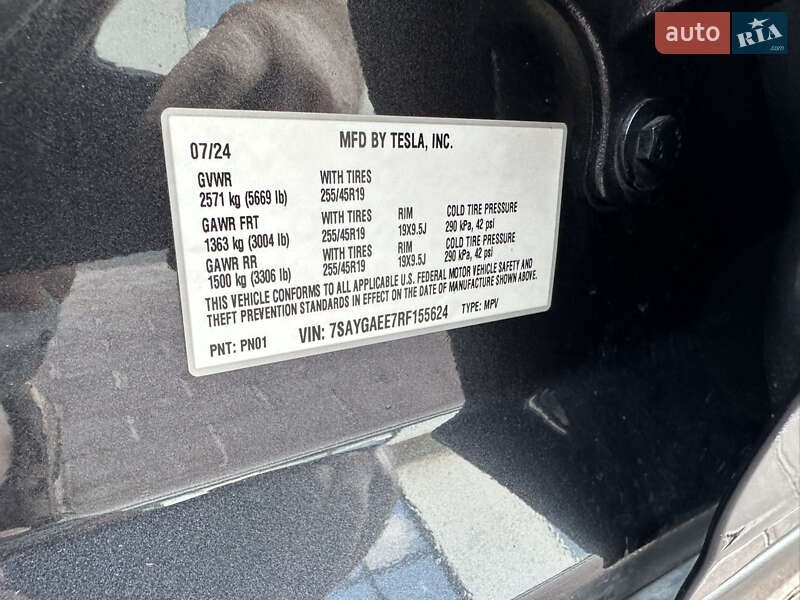 auto RIA.com
07/24 MFD BY TESLA, INC.
GVWR WITH TIRES
2571 kg (5669 lb) 255/45R19
GAWR FRT WITH TIRES RIM COLD TIRE PRESSURE
1363 kg (3004 lb) 255/45R19 19X9.5J 290 kPa, 42 psi
GAWR RR WITH TIRES RIM COLD TIRE PRESSURE
1500 kg (3306 lb) 255/45R19 19X9.5J 290 kPa, 42 psi
THIS VEHICLE CONFORMS TO ALL APPLICABLE U.S. FEDERAL MOTOR VEHICLE SAFETY AND
THEFT PREVENTION STANDARDS IN EFFECT ON THE DATE OF MANUFACTURE SHOWN ABOVE.
PNT: PN01 VIN: 7SAYGAEE7RF155624 TYPE: MPV